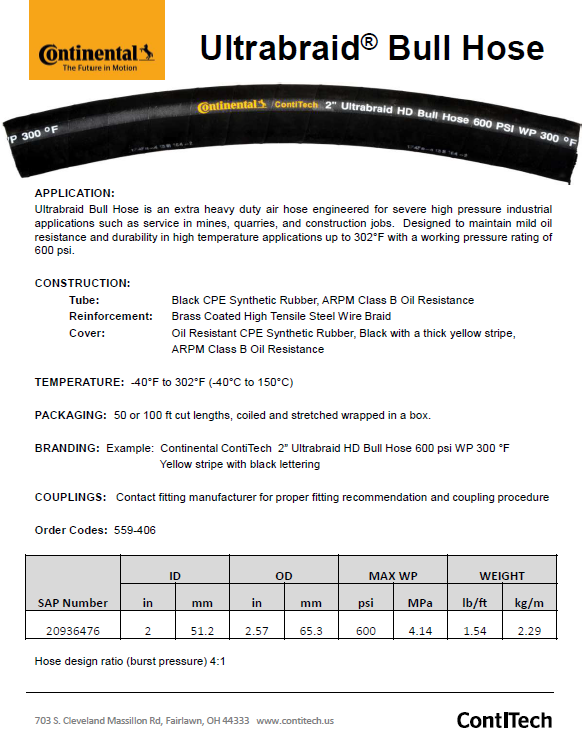 Continental
The Future in Motion
Ultrabraid® Bull Hose
P 300 °F
Continental / ContiTech 2" Ultrabraid HD Bull Hose 600 PSI WP 300 °F
APPLICATION:
Ultrabraid Bull Hose is an extra heavy duty air hose engineered for severe high pressure industrial
applications such as service in mines, quarries, and construction jobs. Designed to maintain mild oil
resistance and durability in high temperature applications up to 302°F with a working pressure rating of
600 psi.
CONSTRUCTION:
Tube: Black CPE Synthetic Rubber, ARPM Class B Oil Resistance
Reinforcement: Brass Coated High Tensile Steel Wire Braid
Cover: Oil Resistant CPE Synthetic Rubber, Black with a thick yellow stripe,
ARPM Class B Oil Resistance
TEMPERATURE: -40°F to 302°F (-40°C to 150°C)
PACKAGING: 50 or 100 ft cut lengths, coiled and stretched wrapped in a box.
BRANDING: Example: Continental ContiTech 2" Ultrabraid HD Bull Hose 600 psi WP 300 °F
Yellow stripe with black lettering
COUPLINGS: Contact fitting manufacturer for proper fitting recommendation and coupling procedure
Order Codes: 559-406
ID OD MAX WP WEIGHT
SAP Number in mm in mm psi MPa lb/ft kg/m
20936476 2 51.2 2.57 65.3 600 4.14 1.54 2.29
Hose design ratio (burst pressure) 4:1
703 S. Cleveland Massillon Rd, Fairlawn, OH 44333 www.contitech.us
ContiTech